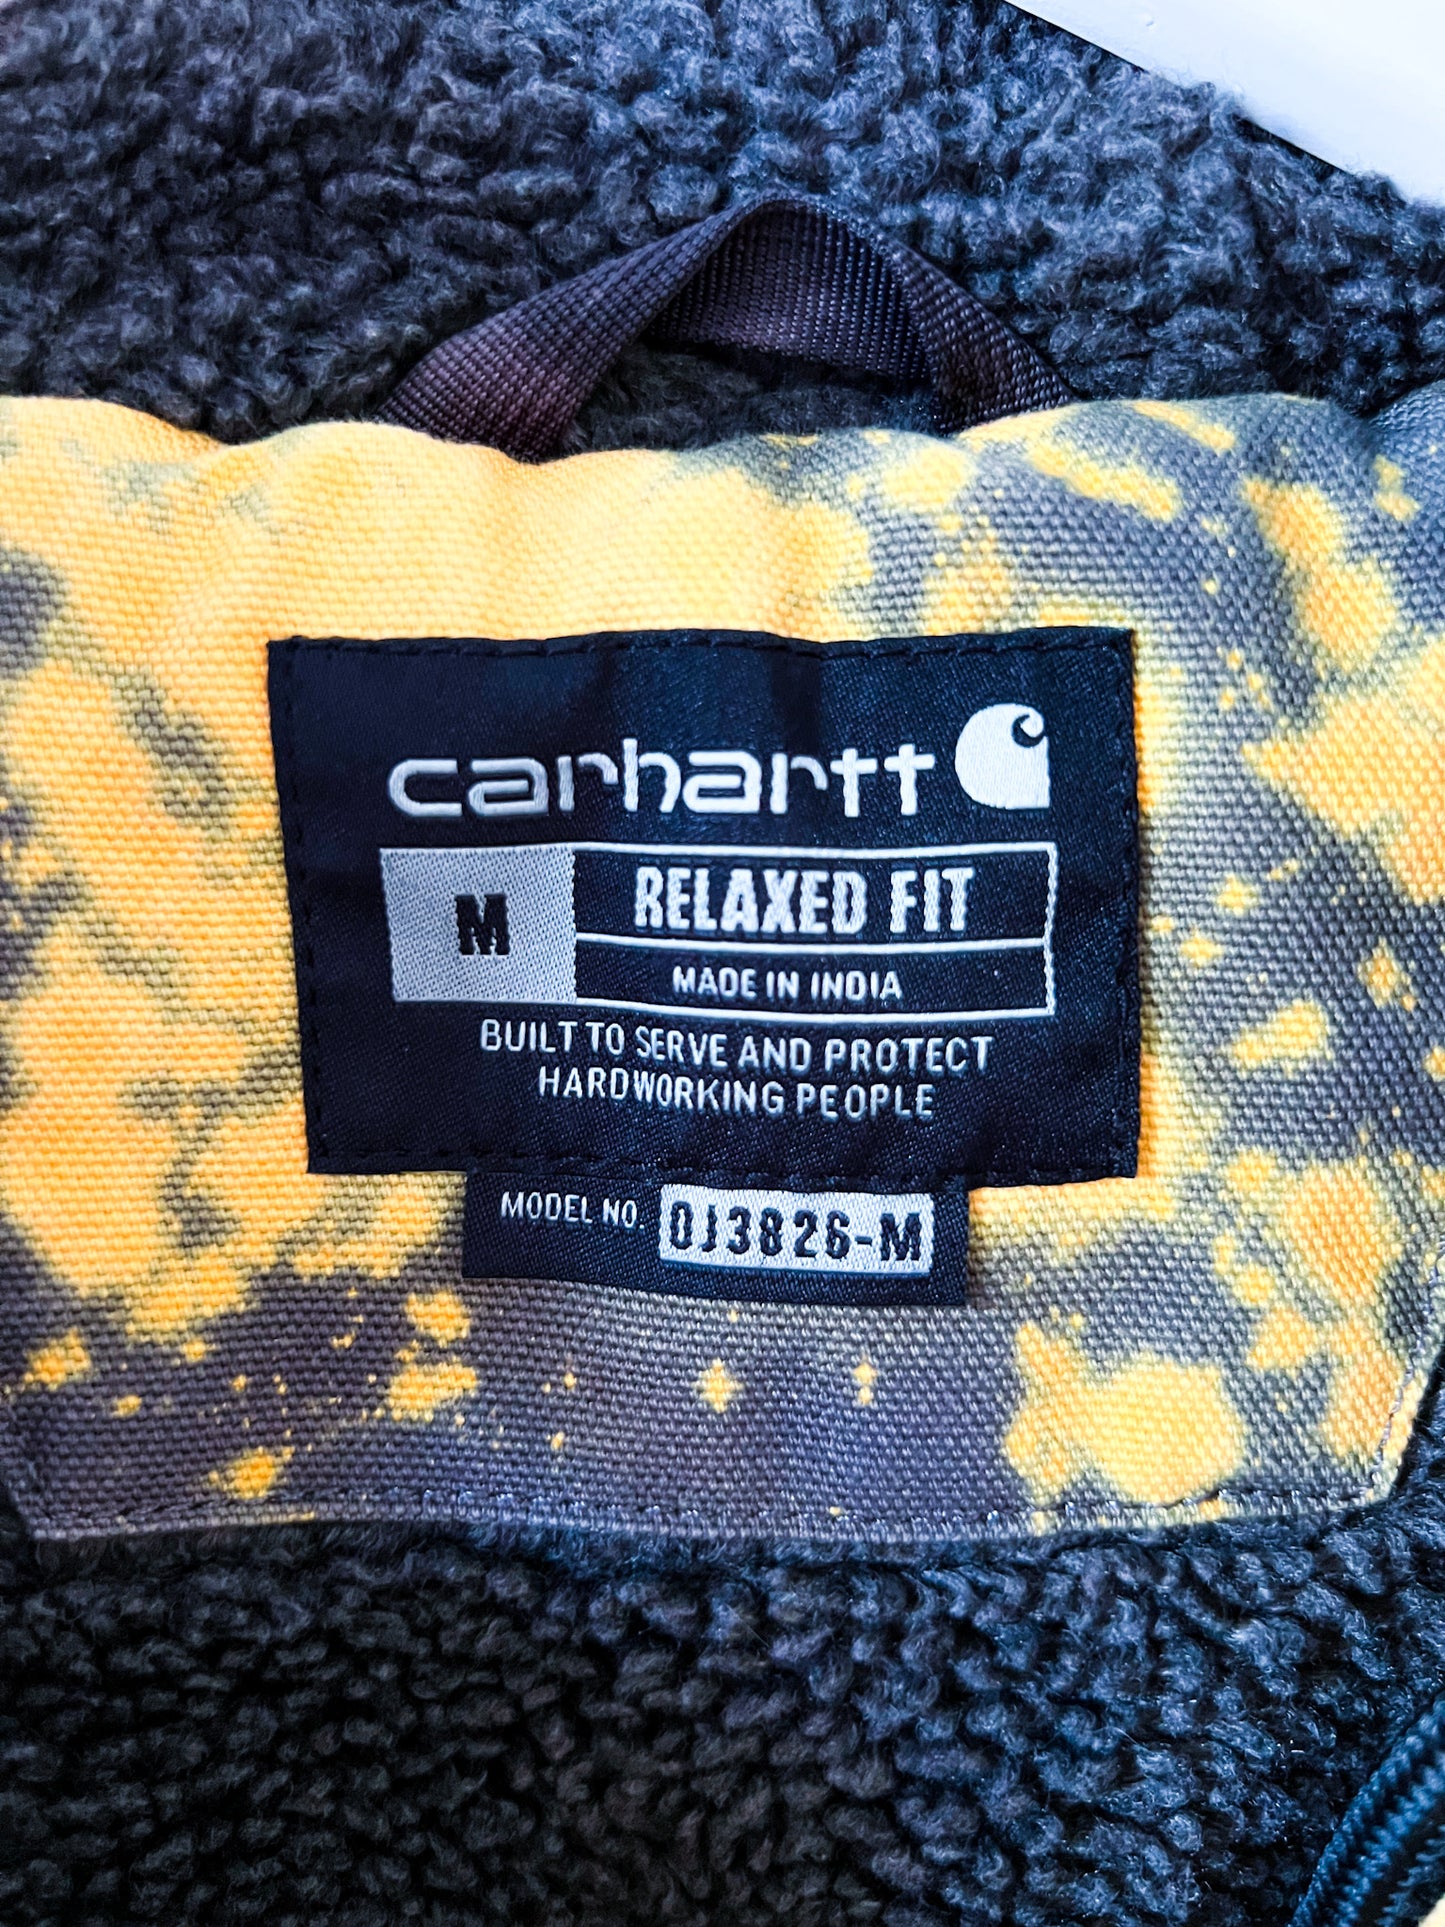 carhartt
M
RELAXED FIT
MADE IN INDIA
BUILT TO SERVE AND PROTECT
HARDWORKING PEOPLE
MODEL NO. OJ3826-M